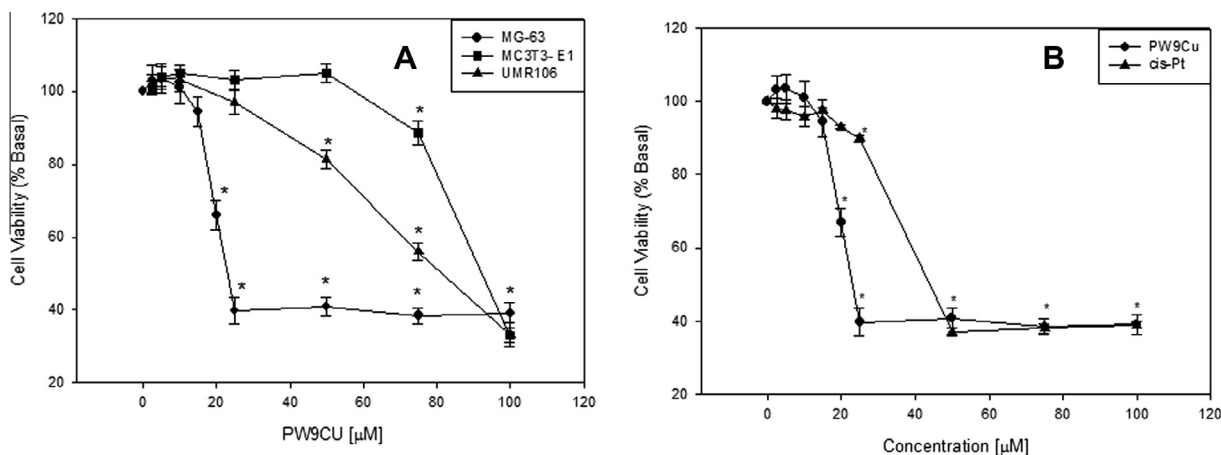 A
MG-63
MC3T3- E1
UMR106
Cell Viability (% Basal)
120
100
80
60
40
20
* * * * * * * * *
0 20 40 60 80 100 120
PW9CU [μM]
B
PW9Cu
cis-Pt
Cell Viability (% Basal)
120
100
80
60
40
20
* * * * * *
0 20 40 60 80 100 120
Concentration [μM]